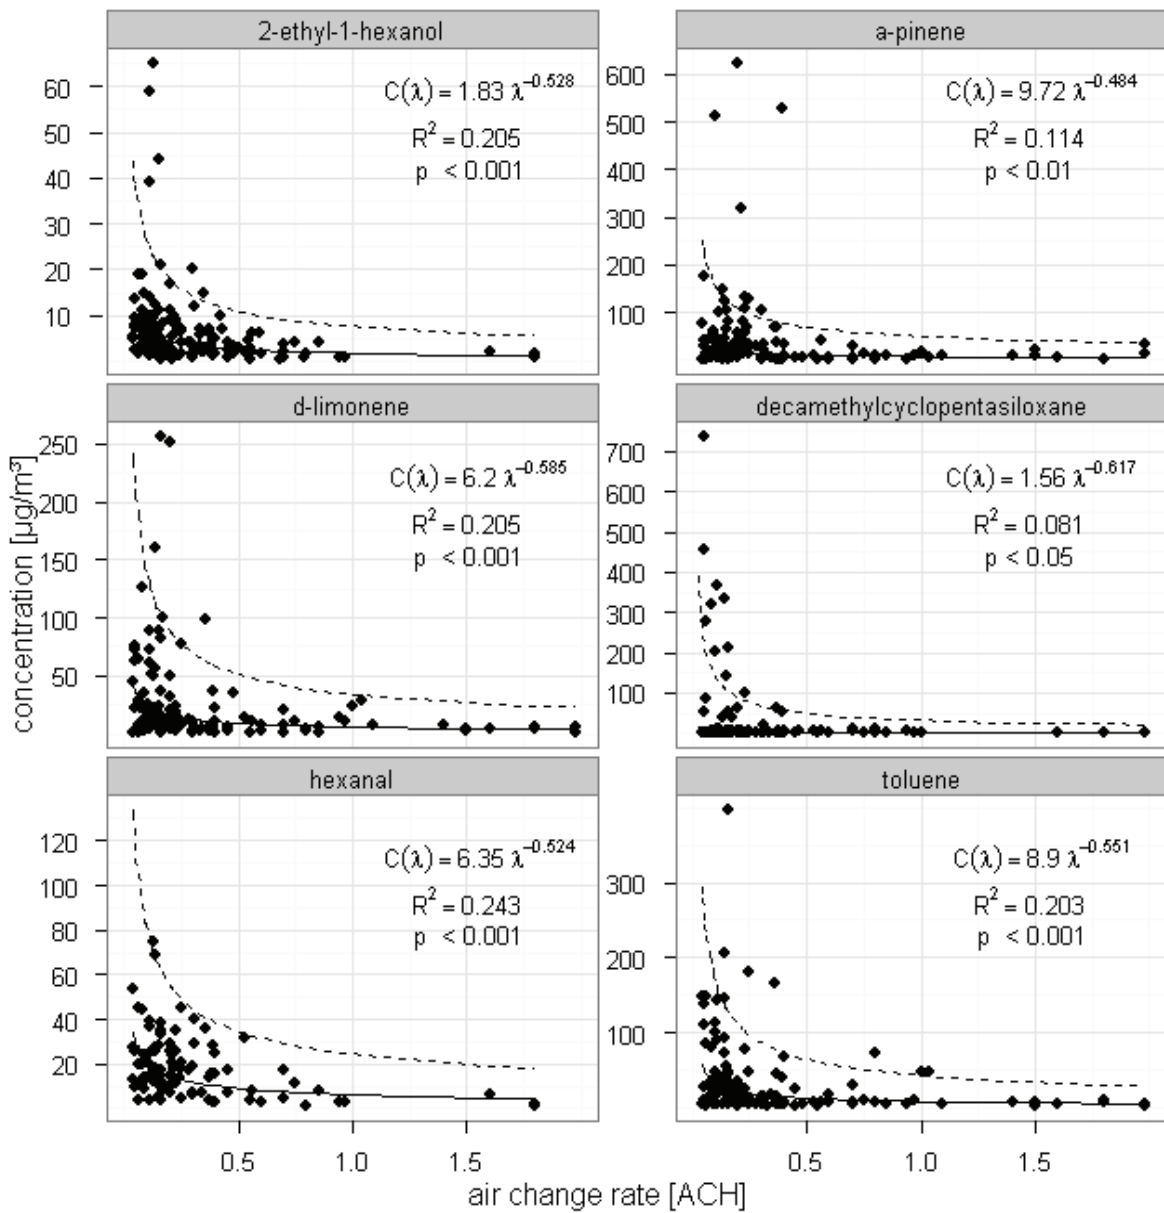 2-ethyl-1-hexanol
60
50
40
30
20
10
C(λ) = 1.83 λ^−0.528
R² = 0.205
p < 0.001
a-pinene
600
500
400
300
200
100
C(λ) = 9.72 λ^−0.484
R² = 0.114
p < 0.01
concentration [µg/m³]
d-limonene
250
200
150
100
50
C(λ) = 6.2 λ^−0.585
R² = 0.205
p < 0.001
decamethylcyclopentasiloxane
700
600
500
400
300
200
100
C(λ) = 1.56 λ^−0.617
R² = 0.081
p < 0.05
hexanal
120
100
80
60
40
20
C(λ) = 6.35 λ^−0.524
R² = 0.243
p < 0.001
toluene
300
200
100
C(λ) = 8.9 λ^−0.551
R² = 0.203
p < 0.001
0.5 1.0 1.5
0.5 1.0 1.5
air change rate [ACH]